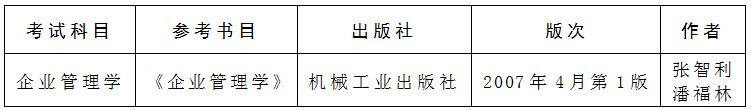 考试科目 参考书目 出版社 版次 作者
企业管理学 《企业管理学》 机械工业出版社 2007年4月第1版 张智利
潘福林